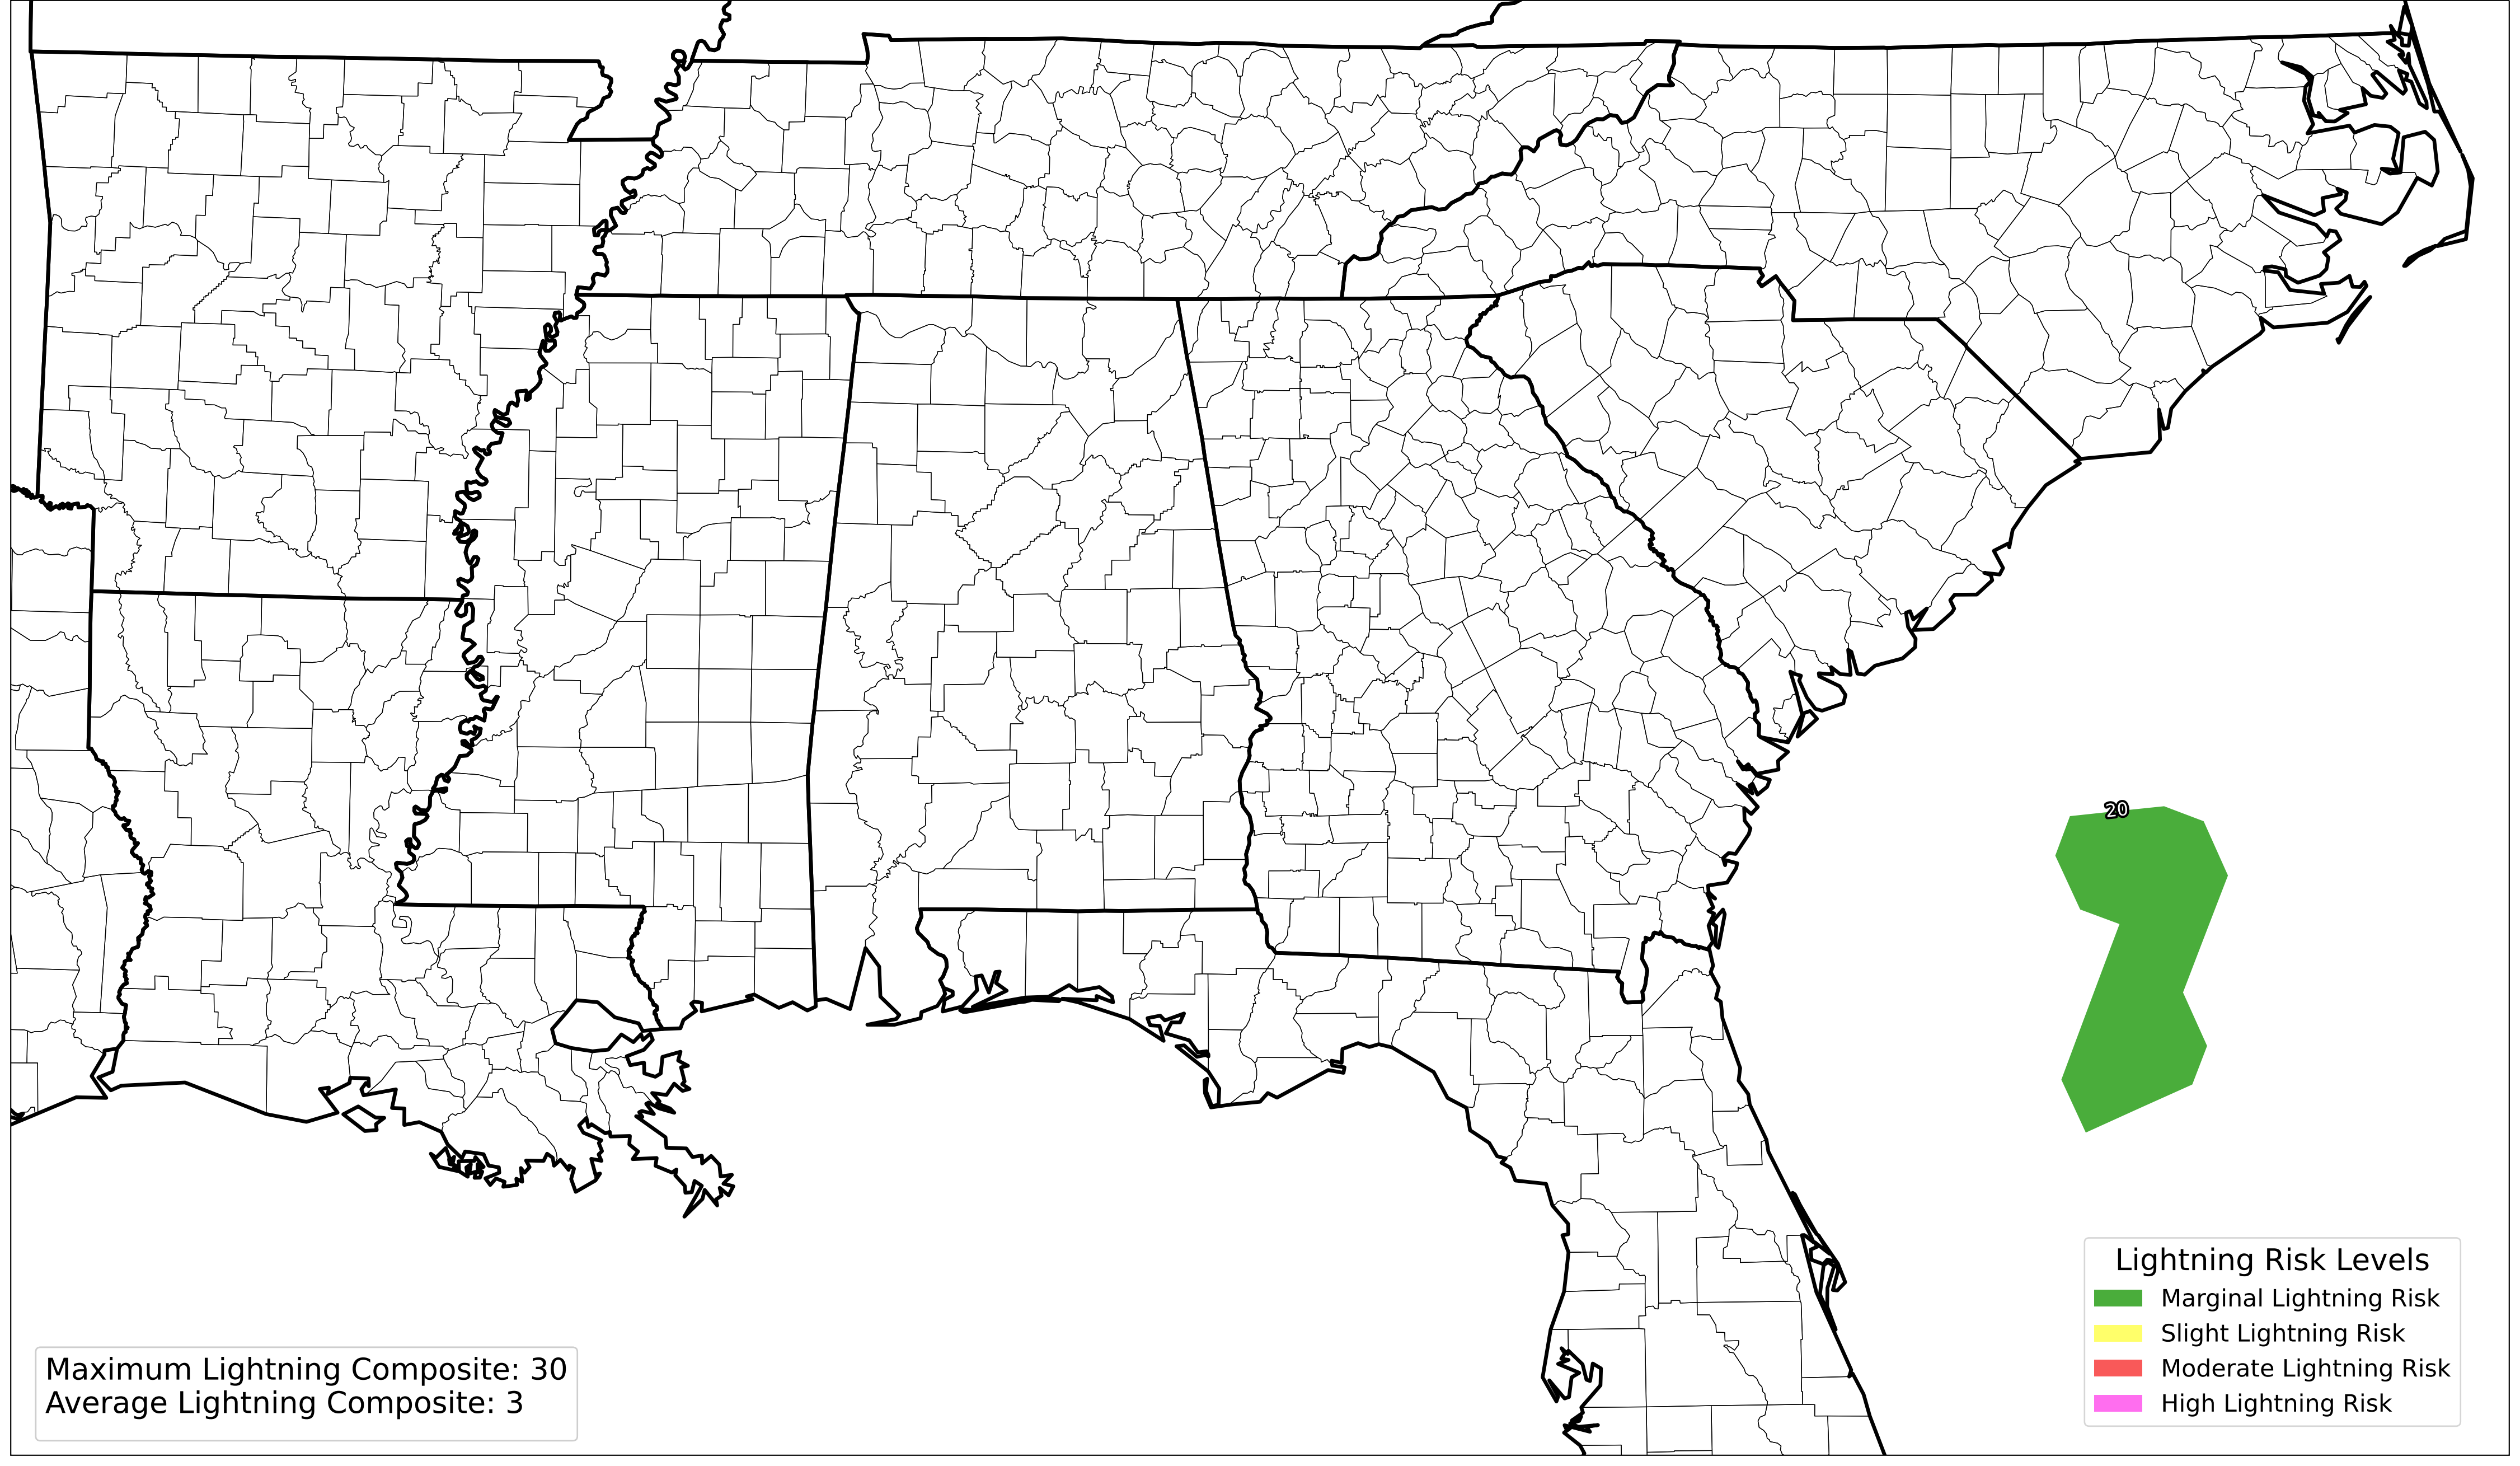 20
Lightning Risk Levels
Marginal Lightning Risk
Slight Lightning Risk
Moderate Lightning Risk
High Lightning Risk
Maximum Lightning Composite: 30
Average Lightning Composite: 3